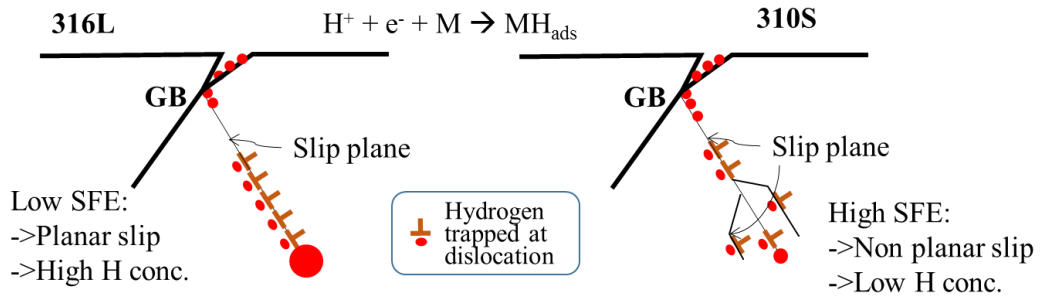 316L
H⁺ + e⁻ + M → MHads
310S
GB
GB
Slip plane
Slip plane
Low SFE:
->Planar slip
->High H conc.
Hydrogen
trapped at
dislocation
High SFE:
->Non planar slip
->Low H conc.